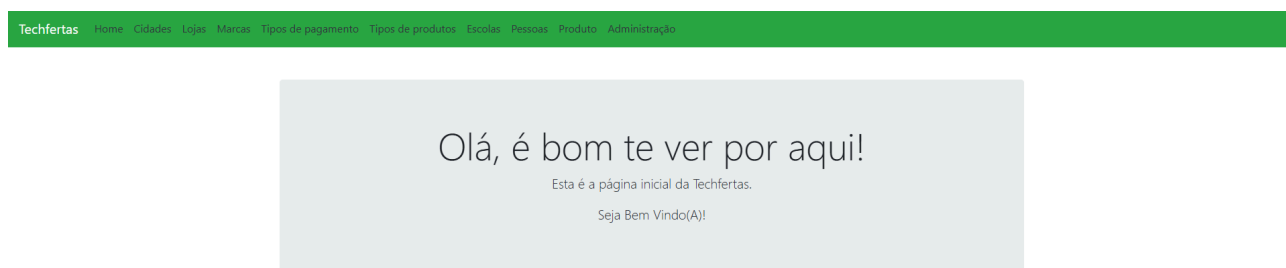 Techfertas Home Cidades Lojas Marcas Tipos de pagamento Tipos de produtos Escolas Pessoas Produto Administração
Olá, é bom te ver por aqui!
Esta é a página inicial da Techfertas.
Seja Bem Vindo(A)!